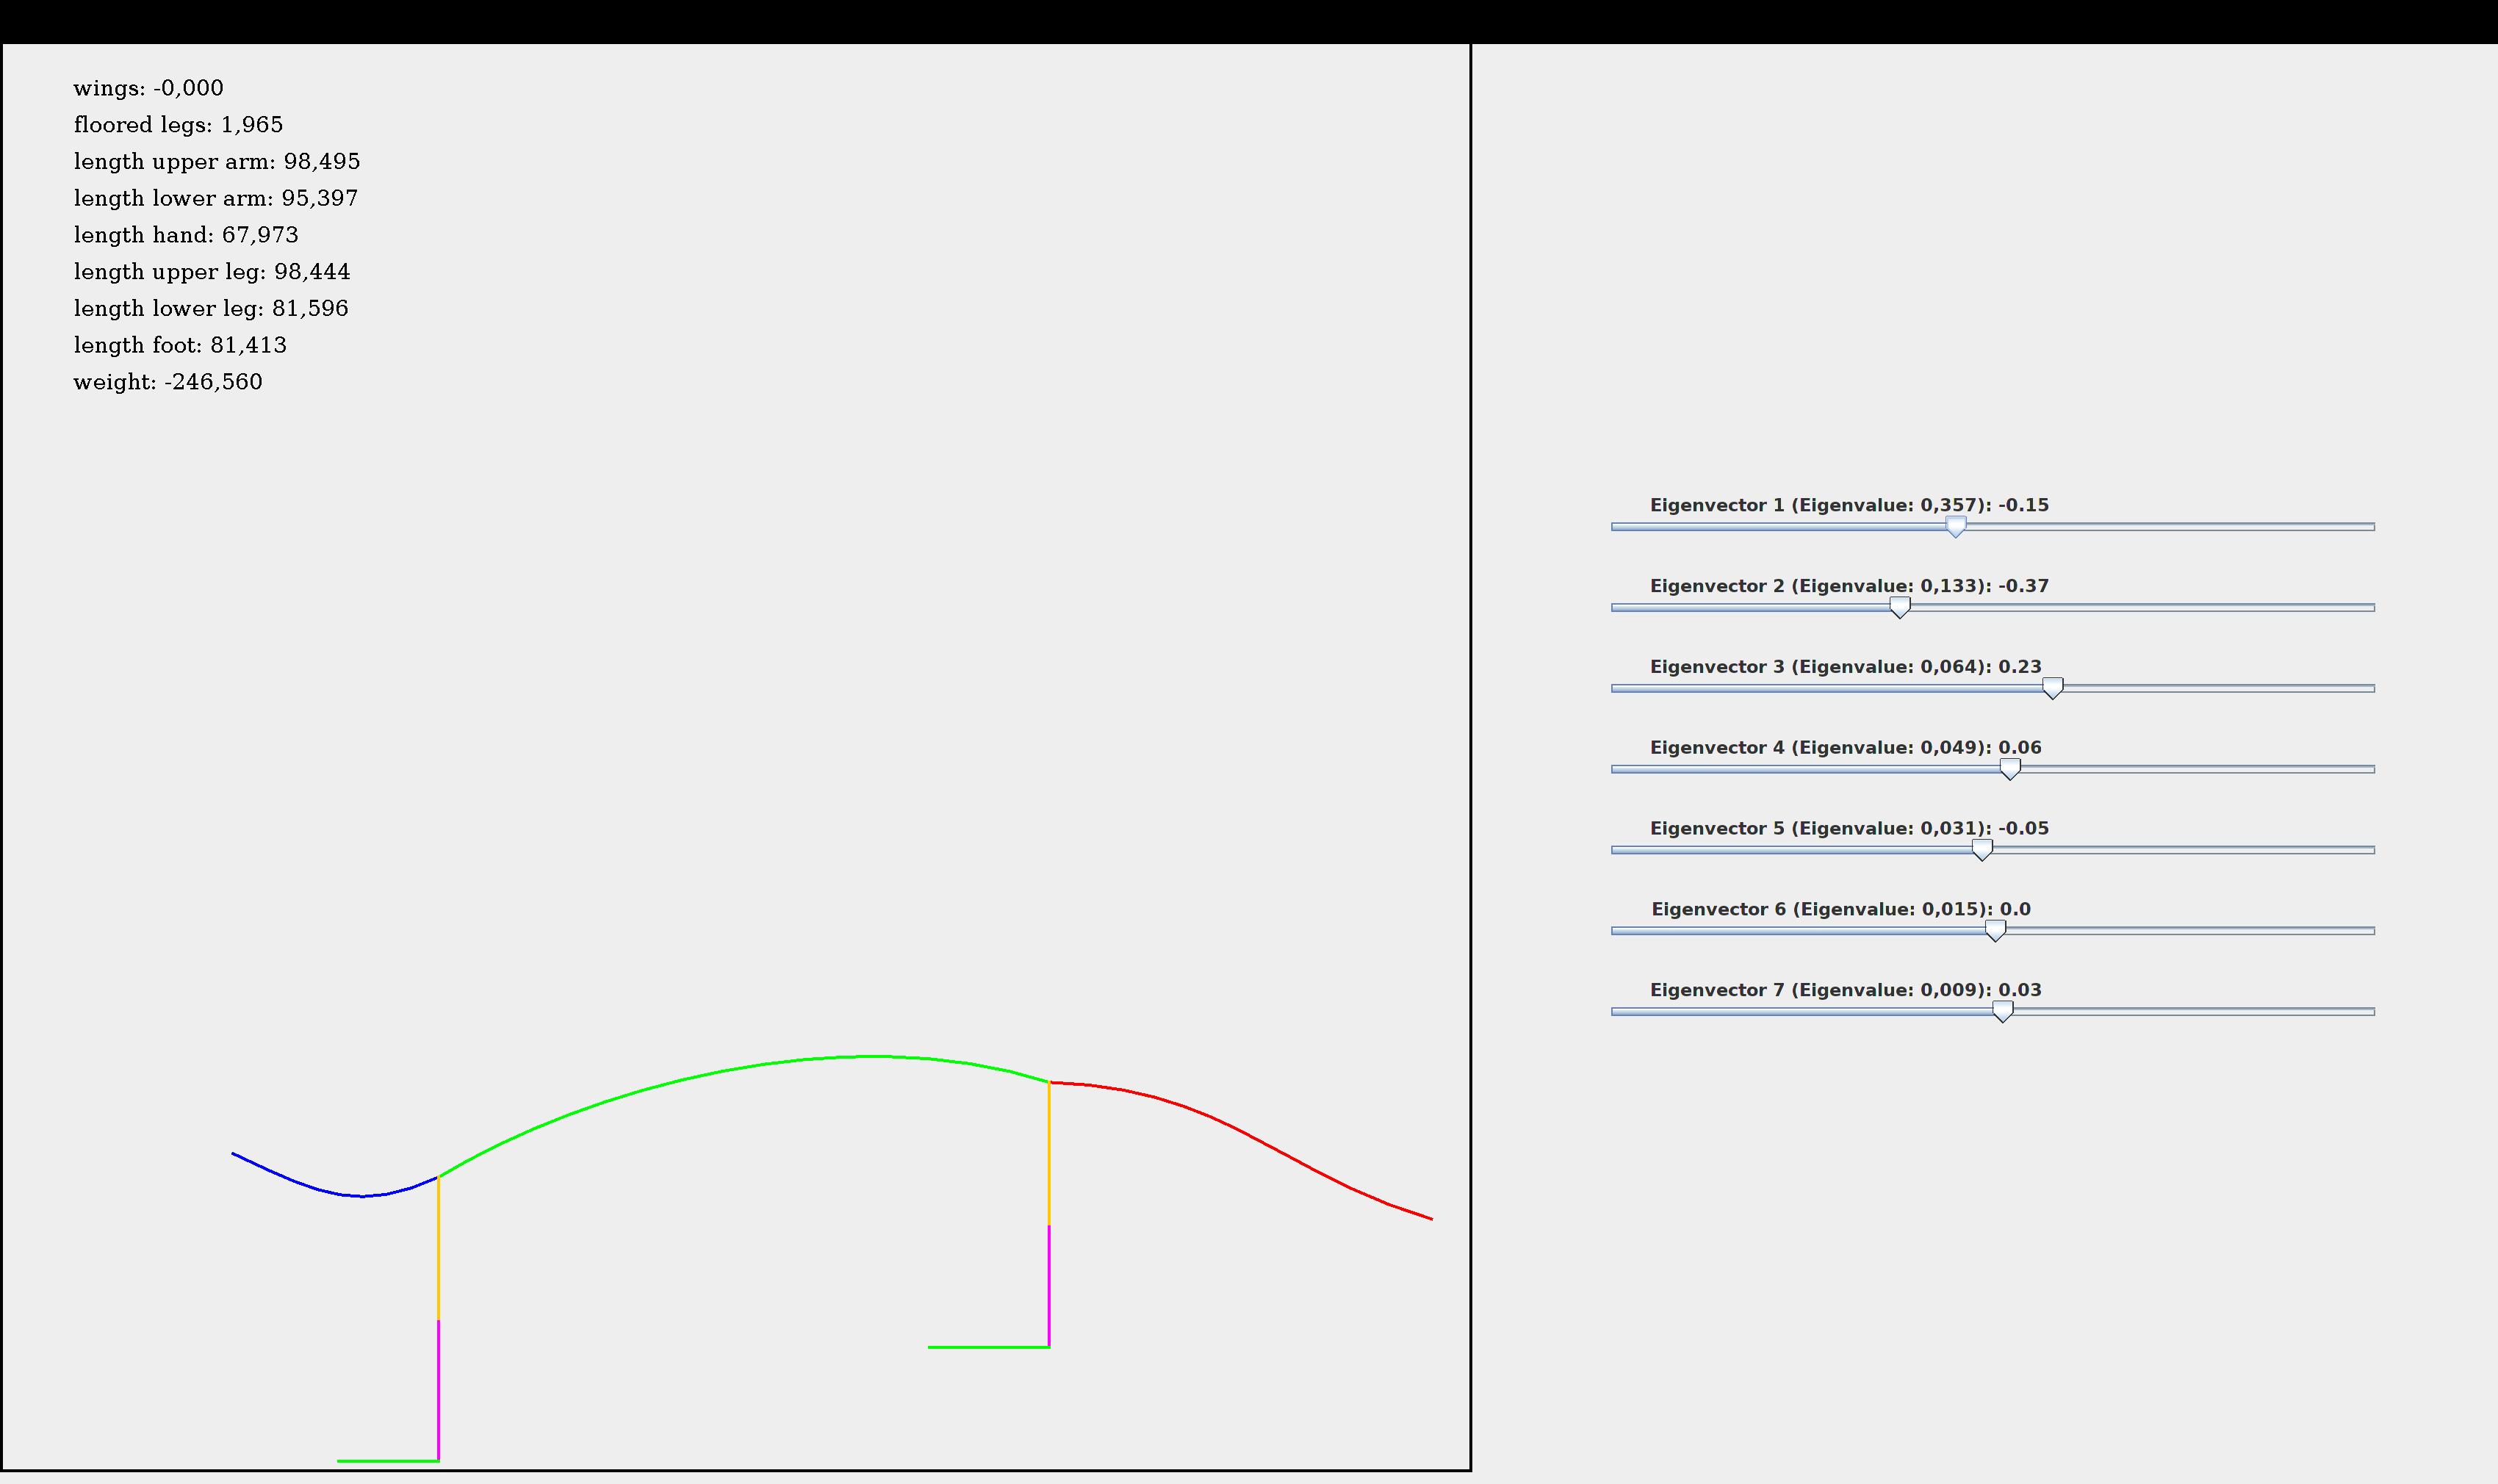 wings: -0,000
floored legs: 1,965
length upper arm: 98,495
length lower arm: 95,397
length hand: 67,973
length upper leg: 98,444
length lower leg: 81,596
length foot: 81,413
weight: -246,560
Eigenvector 1 (Eigenvalue: 0,357): -0.15
Eigenvector 2 (Eigenvalue: 0,133): -0.37
Eigenvector 3 (Eigenvalue: 0,064): 0.23
Eigenvector 4 (Eigenvalue: 0,049): 0.06
Eigenvector 5 (Eigenvalue: 0,031): -0.05
Eigenvector 6 (Eigenvalue: 0,015): 0.0
Eigenvector 7 (Eigenvalue: 0,009): 0.03